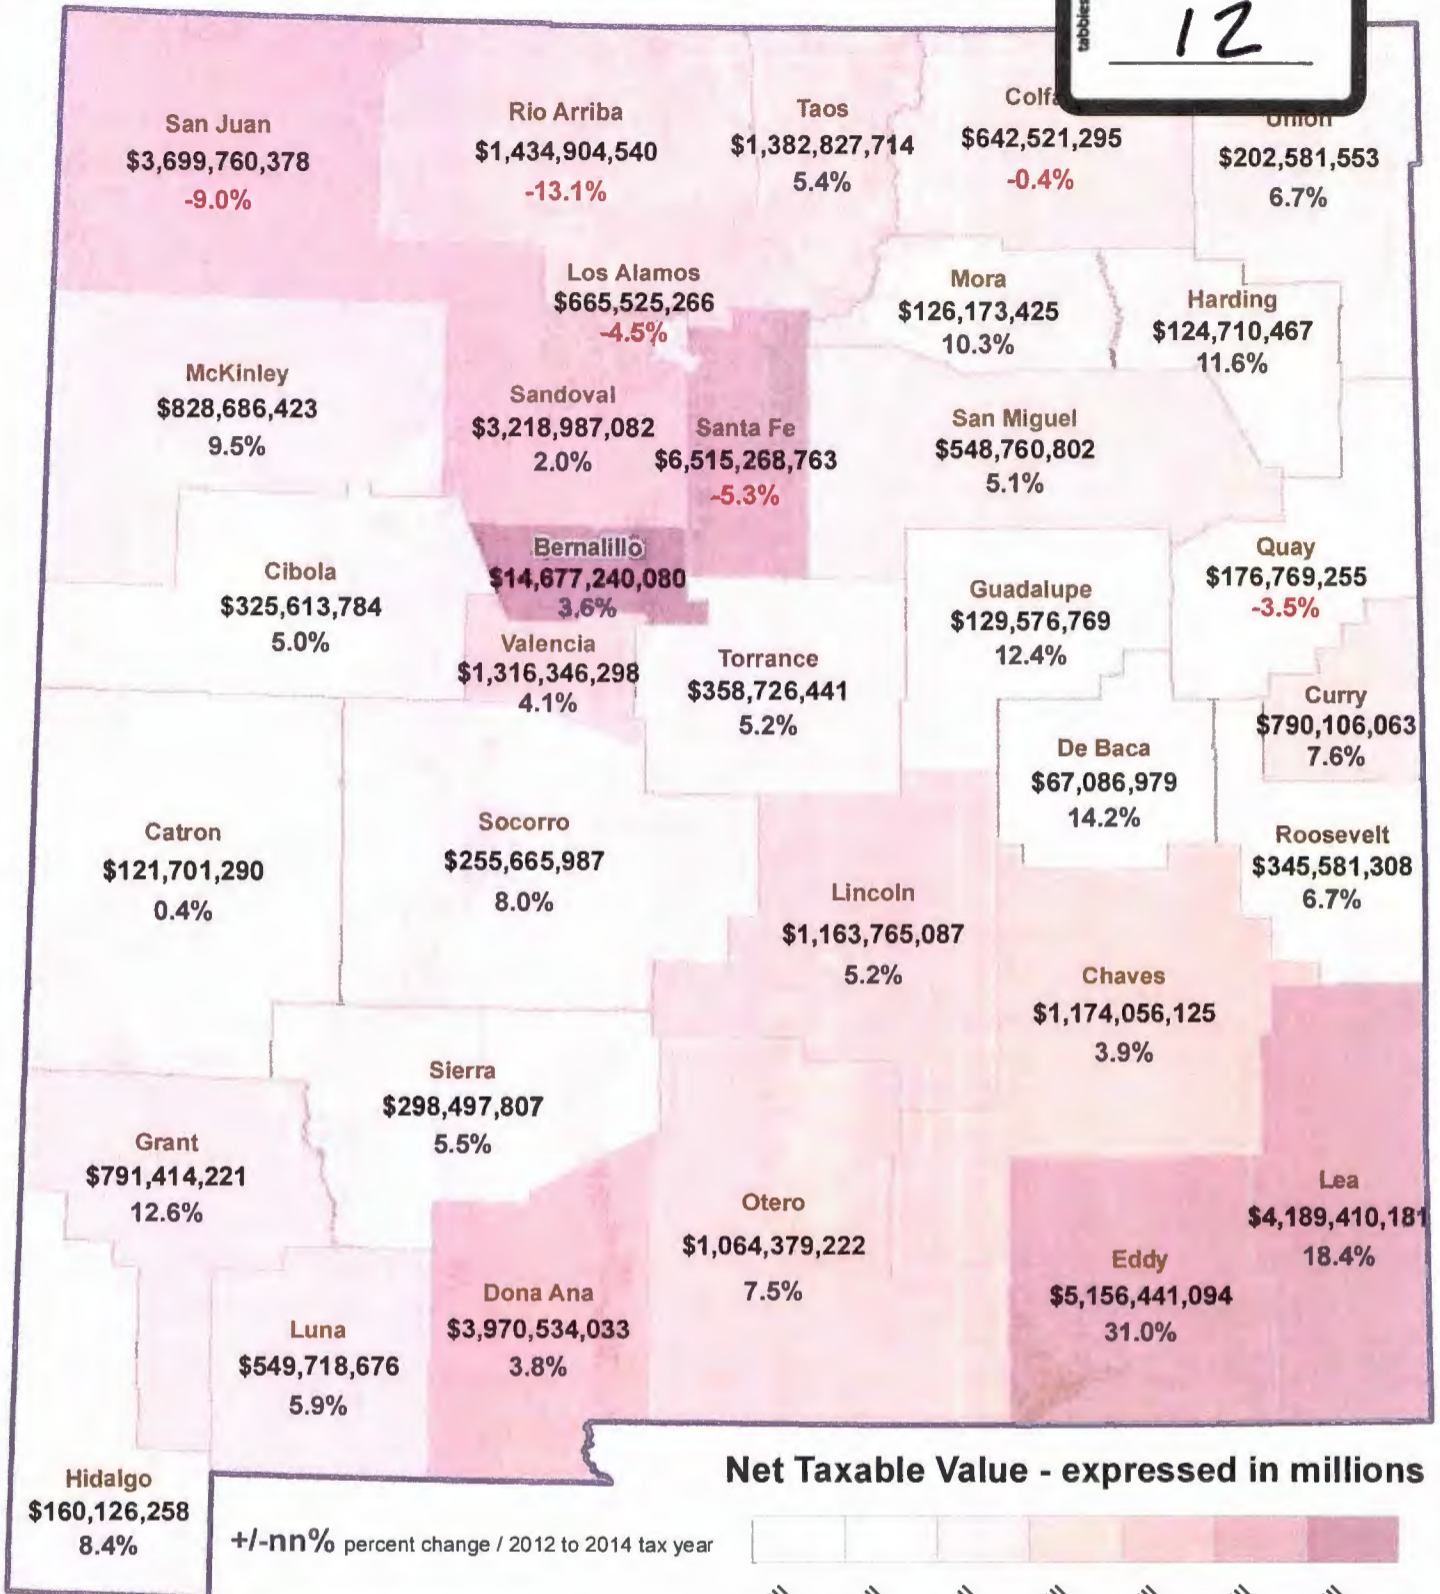 tabbies
12
San Juan
$3,699,760,378
-9.0%
Rio Arriba
$1,434,904,540
-13.1%
Taos
$1,382,827,714
5.4%
Colfa
$642,521,295
-0.4%
Union
$202,581,553
6.7%
Los Alamos
$665,525,266
-4.5%
Mora
$126,173,425
10.3%
Harding
$124,710,467
11.6%
McKinley
$828,686,423
9.5%
Sandoval
$3,218,987,082
2.0%
Santa Fe
$6,515,268,763
-5.3%
San Miguel
$548,760,802
5.1%
Cibola
$325,613,784
5.0%
Bernalillo
$14,677,240,080
3.6%
Guadalupe
$129,576,769
12.4%
Quay
$176,769,255
-3.5%
Valencia
$1,316,346,298
4.1%
Torrance
$358,726,441
5.2%
Curry
$790,106,063
7.6%
De Baca
$67,086,979
14.2%
Catron
$121,701,290
0.4%
Socorro
$255,665,987
8.0%
Roosevelt
$345,581,308
6.7%
Lincoln
$1,163,765,087
5.2%
Chaves
$1,174,056,125
3.9%
Sierra
$298,497,807
5.5%
Grant
$791,414,221
12.6%
Otero
$1,064,379,222
7.5%
Lea
$4,189,410,181
18.4%
Eddy
$5,156,441,094
31.0%
Dona Ana
$3,970,534,033
3.8%
Luna
$549,718,676
5.9%
Hidalgo
$160,126,258
8.4%
Net Taxable Value - expressed in millions
+/-nn% percent change / 2012 to 2014 tax year